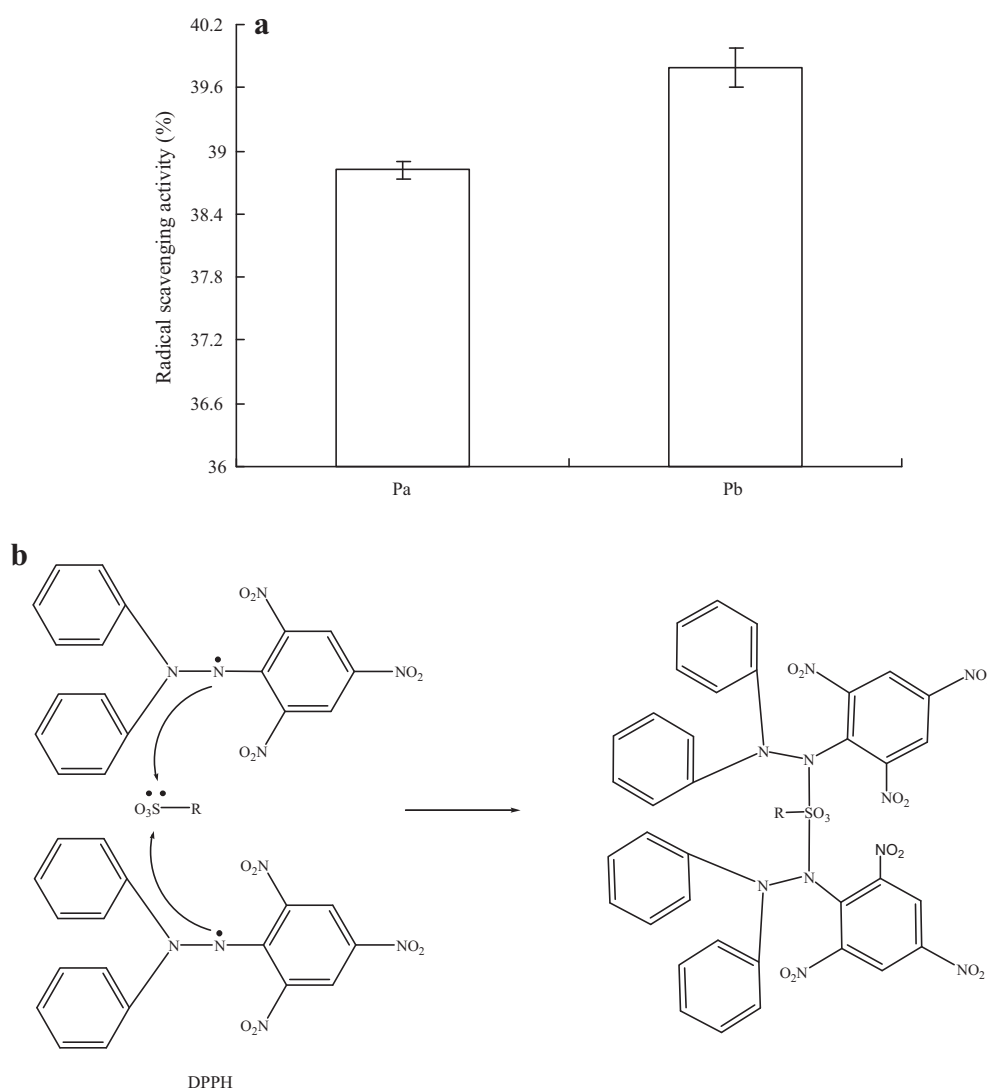 a
40.2
39.6
39
38.4
37.8
37.2
36.6
36
Radical scavenging activity (%)
Pa Pb
b
O₂N
N N NO₂
O₂N
O₃S R
O₂N
N N NO₂
O₂N
DPPH
O₂N NO
N N
NO₂
R SO₃
NO₂
N N
O₂N NO₂